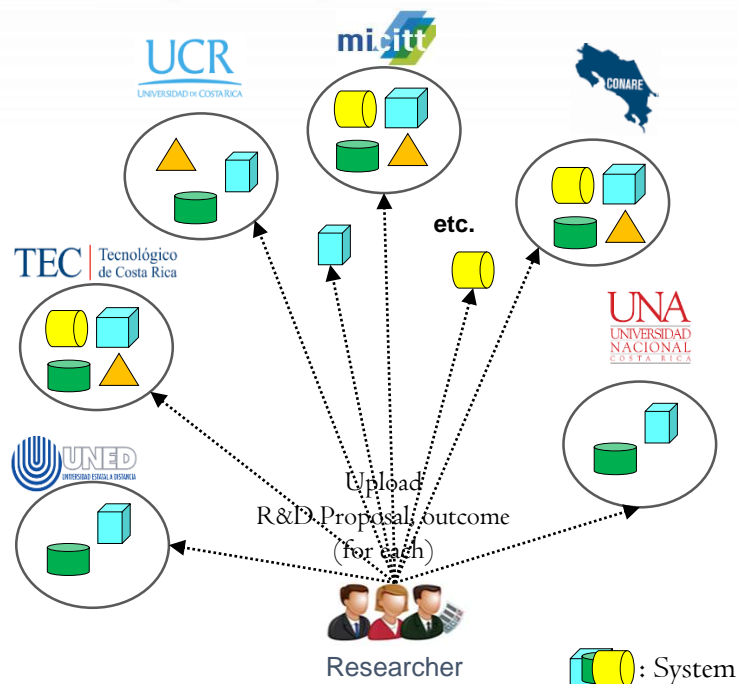 micitt
UCR
UNIVERSIDAD DE COSTA RICA
CONARE
etc.
TEC Tecnológico
de Costa Rica
UNA
UNIVERSIDAD
NACIONAL
COSTA RICA
UNED
UNIVERSIDAD ESTATAL A DISTANCIA
Upload
R&D Proposal, outcome
(for each)
Researcher
: System